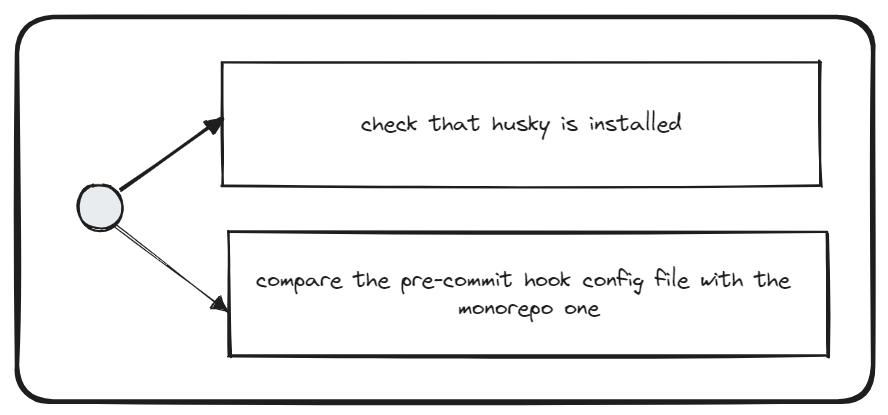 check that husky is installed
compare the pre-commit hook config file with the
monorepo one